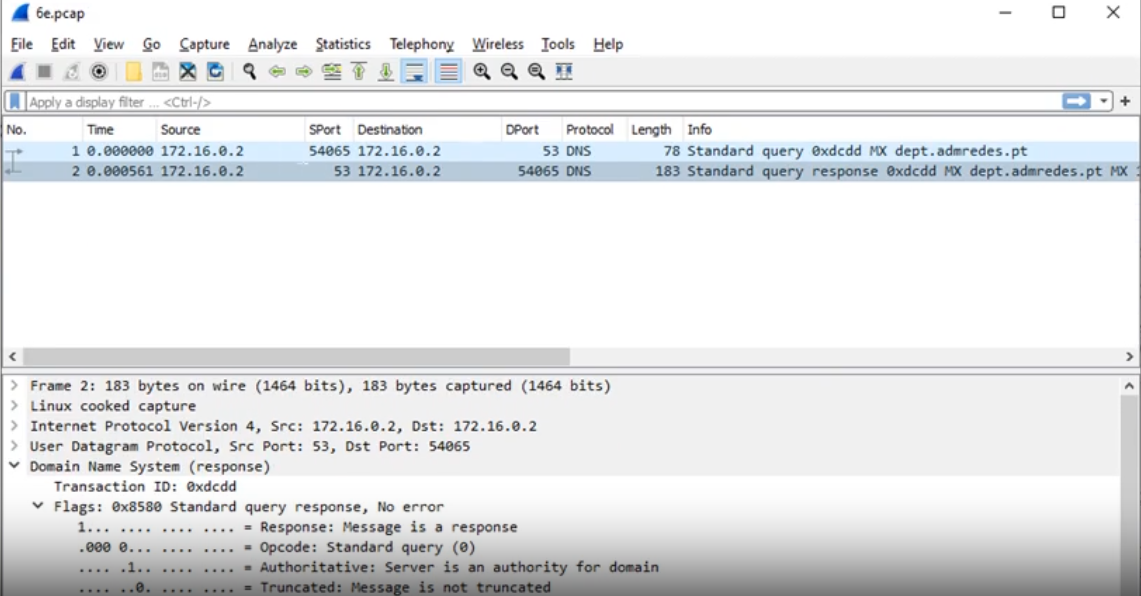 6e.pcap
File Edit View Go Capture Analyze Statistics Telephony Wireless Tools Help
Apply a display filter ... <Ctrl-/>
No. Time Source SPort Destination DPort Protocol Length Info
1 0.000000 172.16.0.2 54065 172.16.0.2 53 DNS 78 Standard query 0xdcdd MX dept.admredes.pt
2 0.000561 172.16.0.2 53 172.16.0.2 54065 DNS 183 Standard query response 0xdcdd MX dept.admredes.pt MX
Frame 2: 183 bytes on wire (1464 bits), 183 bytes captured (1464 bits)
Linux cooked capture
Internet Protocol Version 4, Src: 172.16.0.2, Dst: 172.16.0.2
User Datagram Protocol, Src Port: 53, Dst Port: 54065
Domain Name System (response)
Transaction ID: 0xdcdd
Flags: 0x8580 Standard query response, No error
1... .... .... .... = Response: Message is a response
.000 0... .... .... = Opcode: Standard query (0)
.... .1.. .... .... = Authoritative: Server is an authority for domain
.... ..0. .... .... = Truncated: Message is not truncated